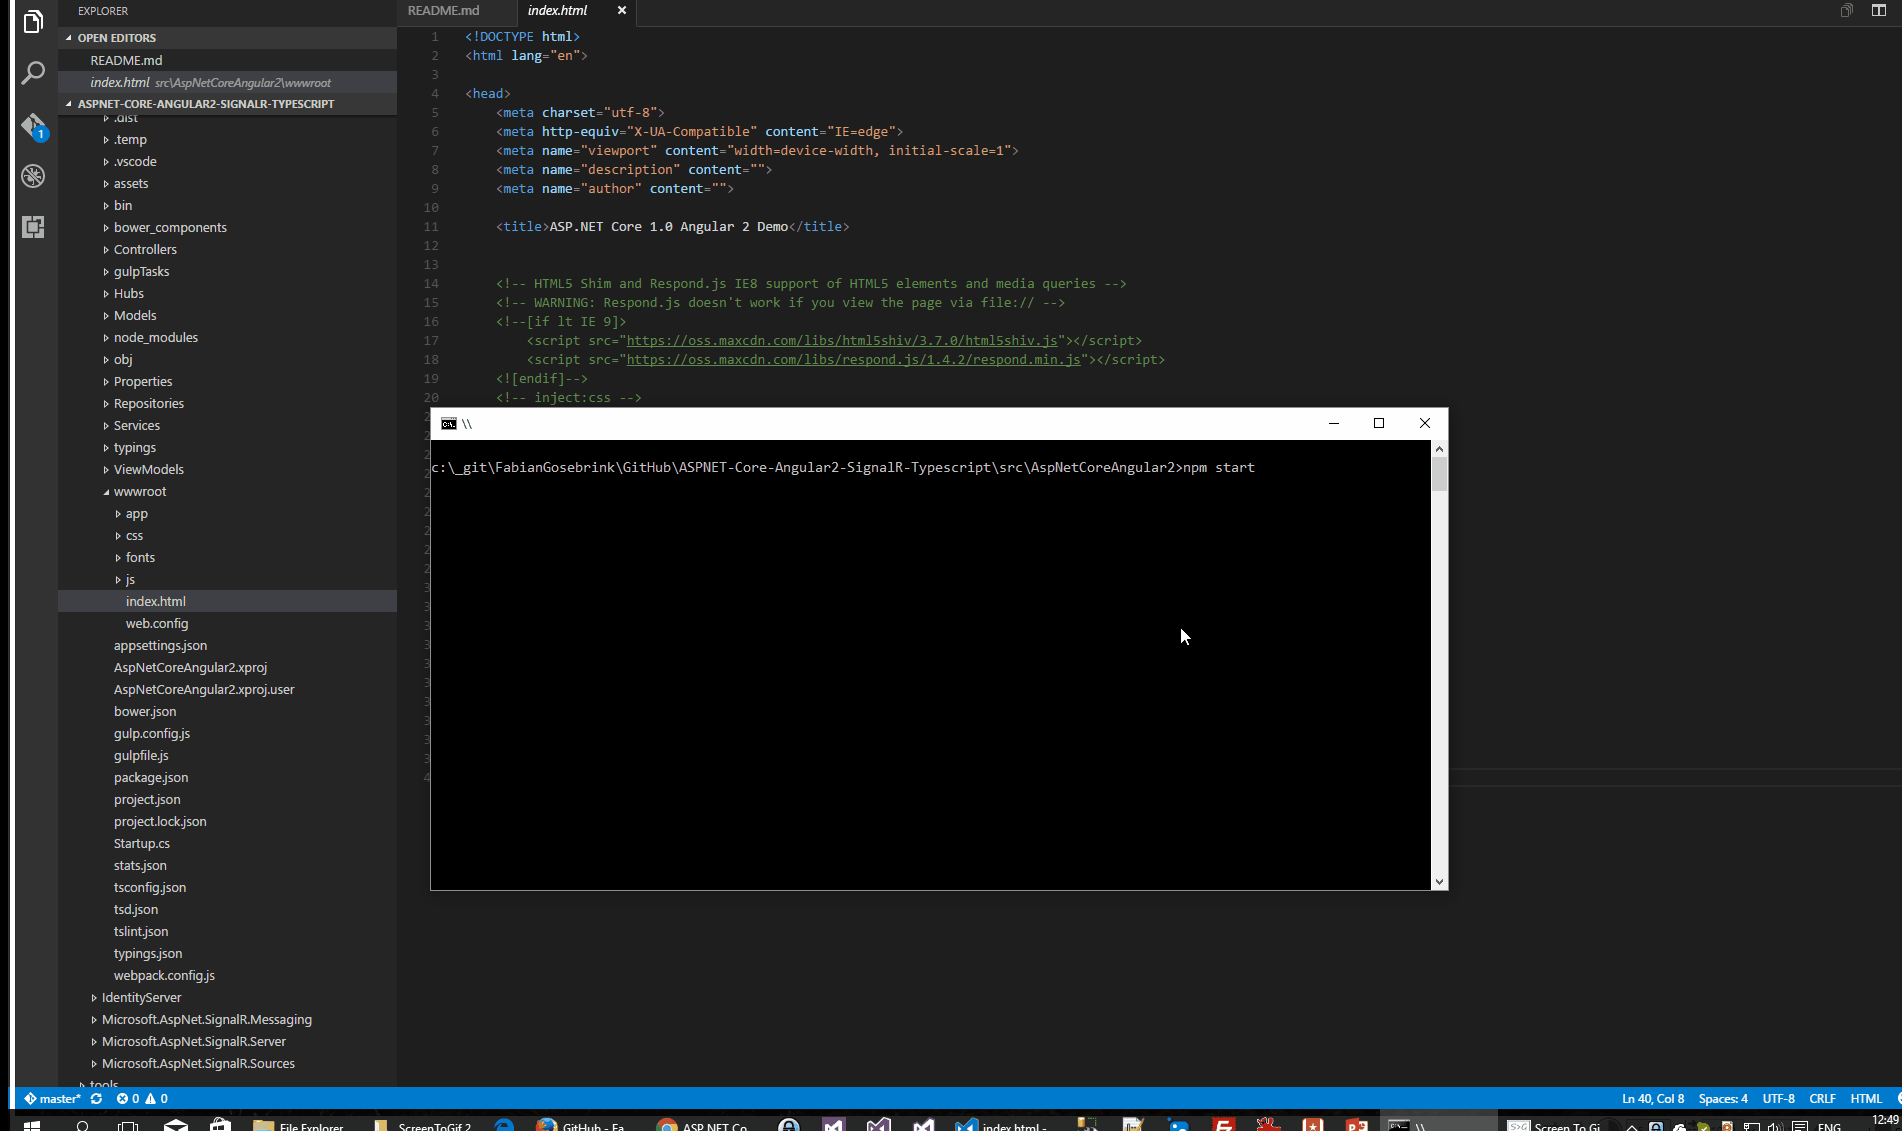 EXPLORER
OPEN EDITORS
README.md
index.html src\AspNetCoreAngular2\wwwroot
ASPNET-CORE-ANGULAR2-SIGNALR-TYPESCRIPT
.dist
.temp
.vscode
assets
bin
bower_components
Controllers
gulpTasks
Hubs
Models
node_modules
obj
Properties
Repositories
Services
typings
ViewModels
wwwroot
app
css
fonts
js
index.html
web.config
appsettings.json
AspNetCoreAngular2.xproj
AspNetCoreAngular2.xproj.user
bower.json
gulp.config.js
gulpfile.js
package.json
project.json
project.lock.json
Startup.cs
stats.json
tsconfig.json
tsd.json
tslint.json
typings.json
webpack.config.js
IdentityServer
Microsoft.AspNet.SignalR.Messaging
Microsoft.AspNet.SignalR.Server
Microsoft.AspNet.SignalR.Sources
tools
1
README.md index.html
1 <!DOCTYPE html>
2 <html lang="en">
3
4 <head>
5 <meta charset="utf-8">
6 <meta http-equiv="X-UA-Compatible" content="IE=edge">
7 <meta name="viewport" content="width=device-width, initial-scale=1">
8 <meta name="description" content="">
9 <meta name="author" content="">
10
11 <title>ASP.NET Core 1.0 Angular 2 Demo</title>
12
13
14 <!-- HTML5 Shim and Respond.js IE8 support of HTML5 elements and media queries -->
15 <!-- WARNING: Respond.js doesn't work if you view the page via file:// -->
16 <!--[if lt IE 9]>
17 <script src="https://oss.maxcdn.com/libs/html5shiv/3.7.0/html5shiv.js"></script>
18 <script src="https://oss.maxcdn.com/libs/respond.js/1.4.2/respond.min.js"></script>
19 <![endif]-->
20 <!-- inject:css -->
C:\. \\
c:\_git\FabianGosebrink\GitHub\ASPNET-Core-Angular2-SignalR-Typescript\src\AspNetCoreAngular2>npm start
master* 0 0 Ln 40, Col 8 Spaces: 4 UTF-8 CRLF HTML
File Explorer ScreenToGif 2 GitHub - Fa ASP.NET Co index.html - \\ Screen To Gi ENG 12:49